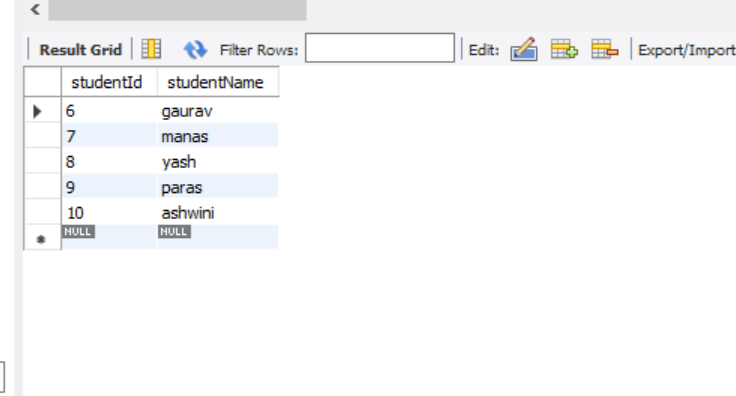 Result Grid Filter Rows: Edit: Export/Import
studentId studentName
6 gaurav
7 manas
8 yash
9 paras
10 ashwini
NULL NULL